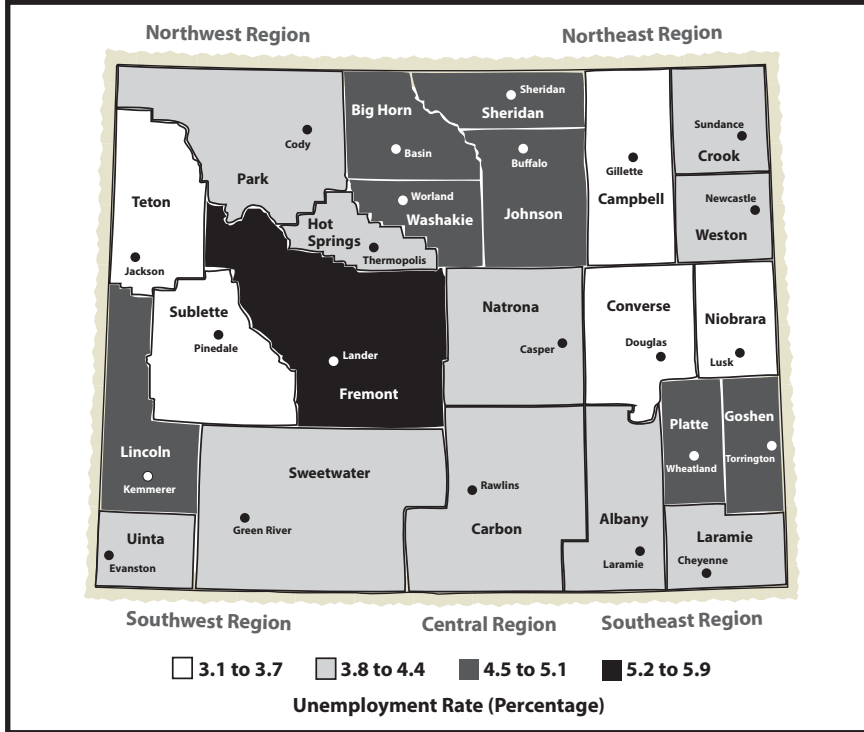 Northwest Region
Northeast Region
Big Horn
Basin
Sheridan
Sheridan
Sundance
Crook
Cody
Park
Buffalo
Johnson
Gillette
Campbell
Newcastle
Weston
Teton
Jackson
Worland
Washakie
Hot
Springs
Thermopolis
Sublette
Pinedale
Natrona
Casper
Converse
Douglas
Niobrara
Lusk
Lander
Fremont
Lincoln
Kemmerer
Platte
Wheatland
Goshen
Torrington
Sweetwater
Green River
Rawlins
Carbon
Albany
Laramie
Laramie
Cheyenne
Uinta
Evanston
Southwest Region
Central Region
Southeast Region
3.1 to 3.7 3.8 to 4.4 4.5 to 5.1 5.2 to 5.9
Unemployment Rate (Percentage)